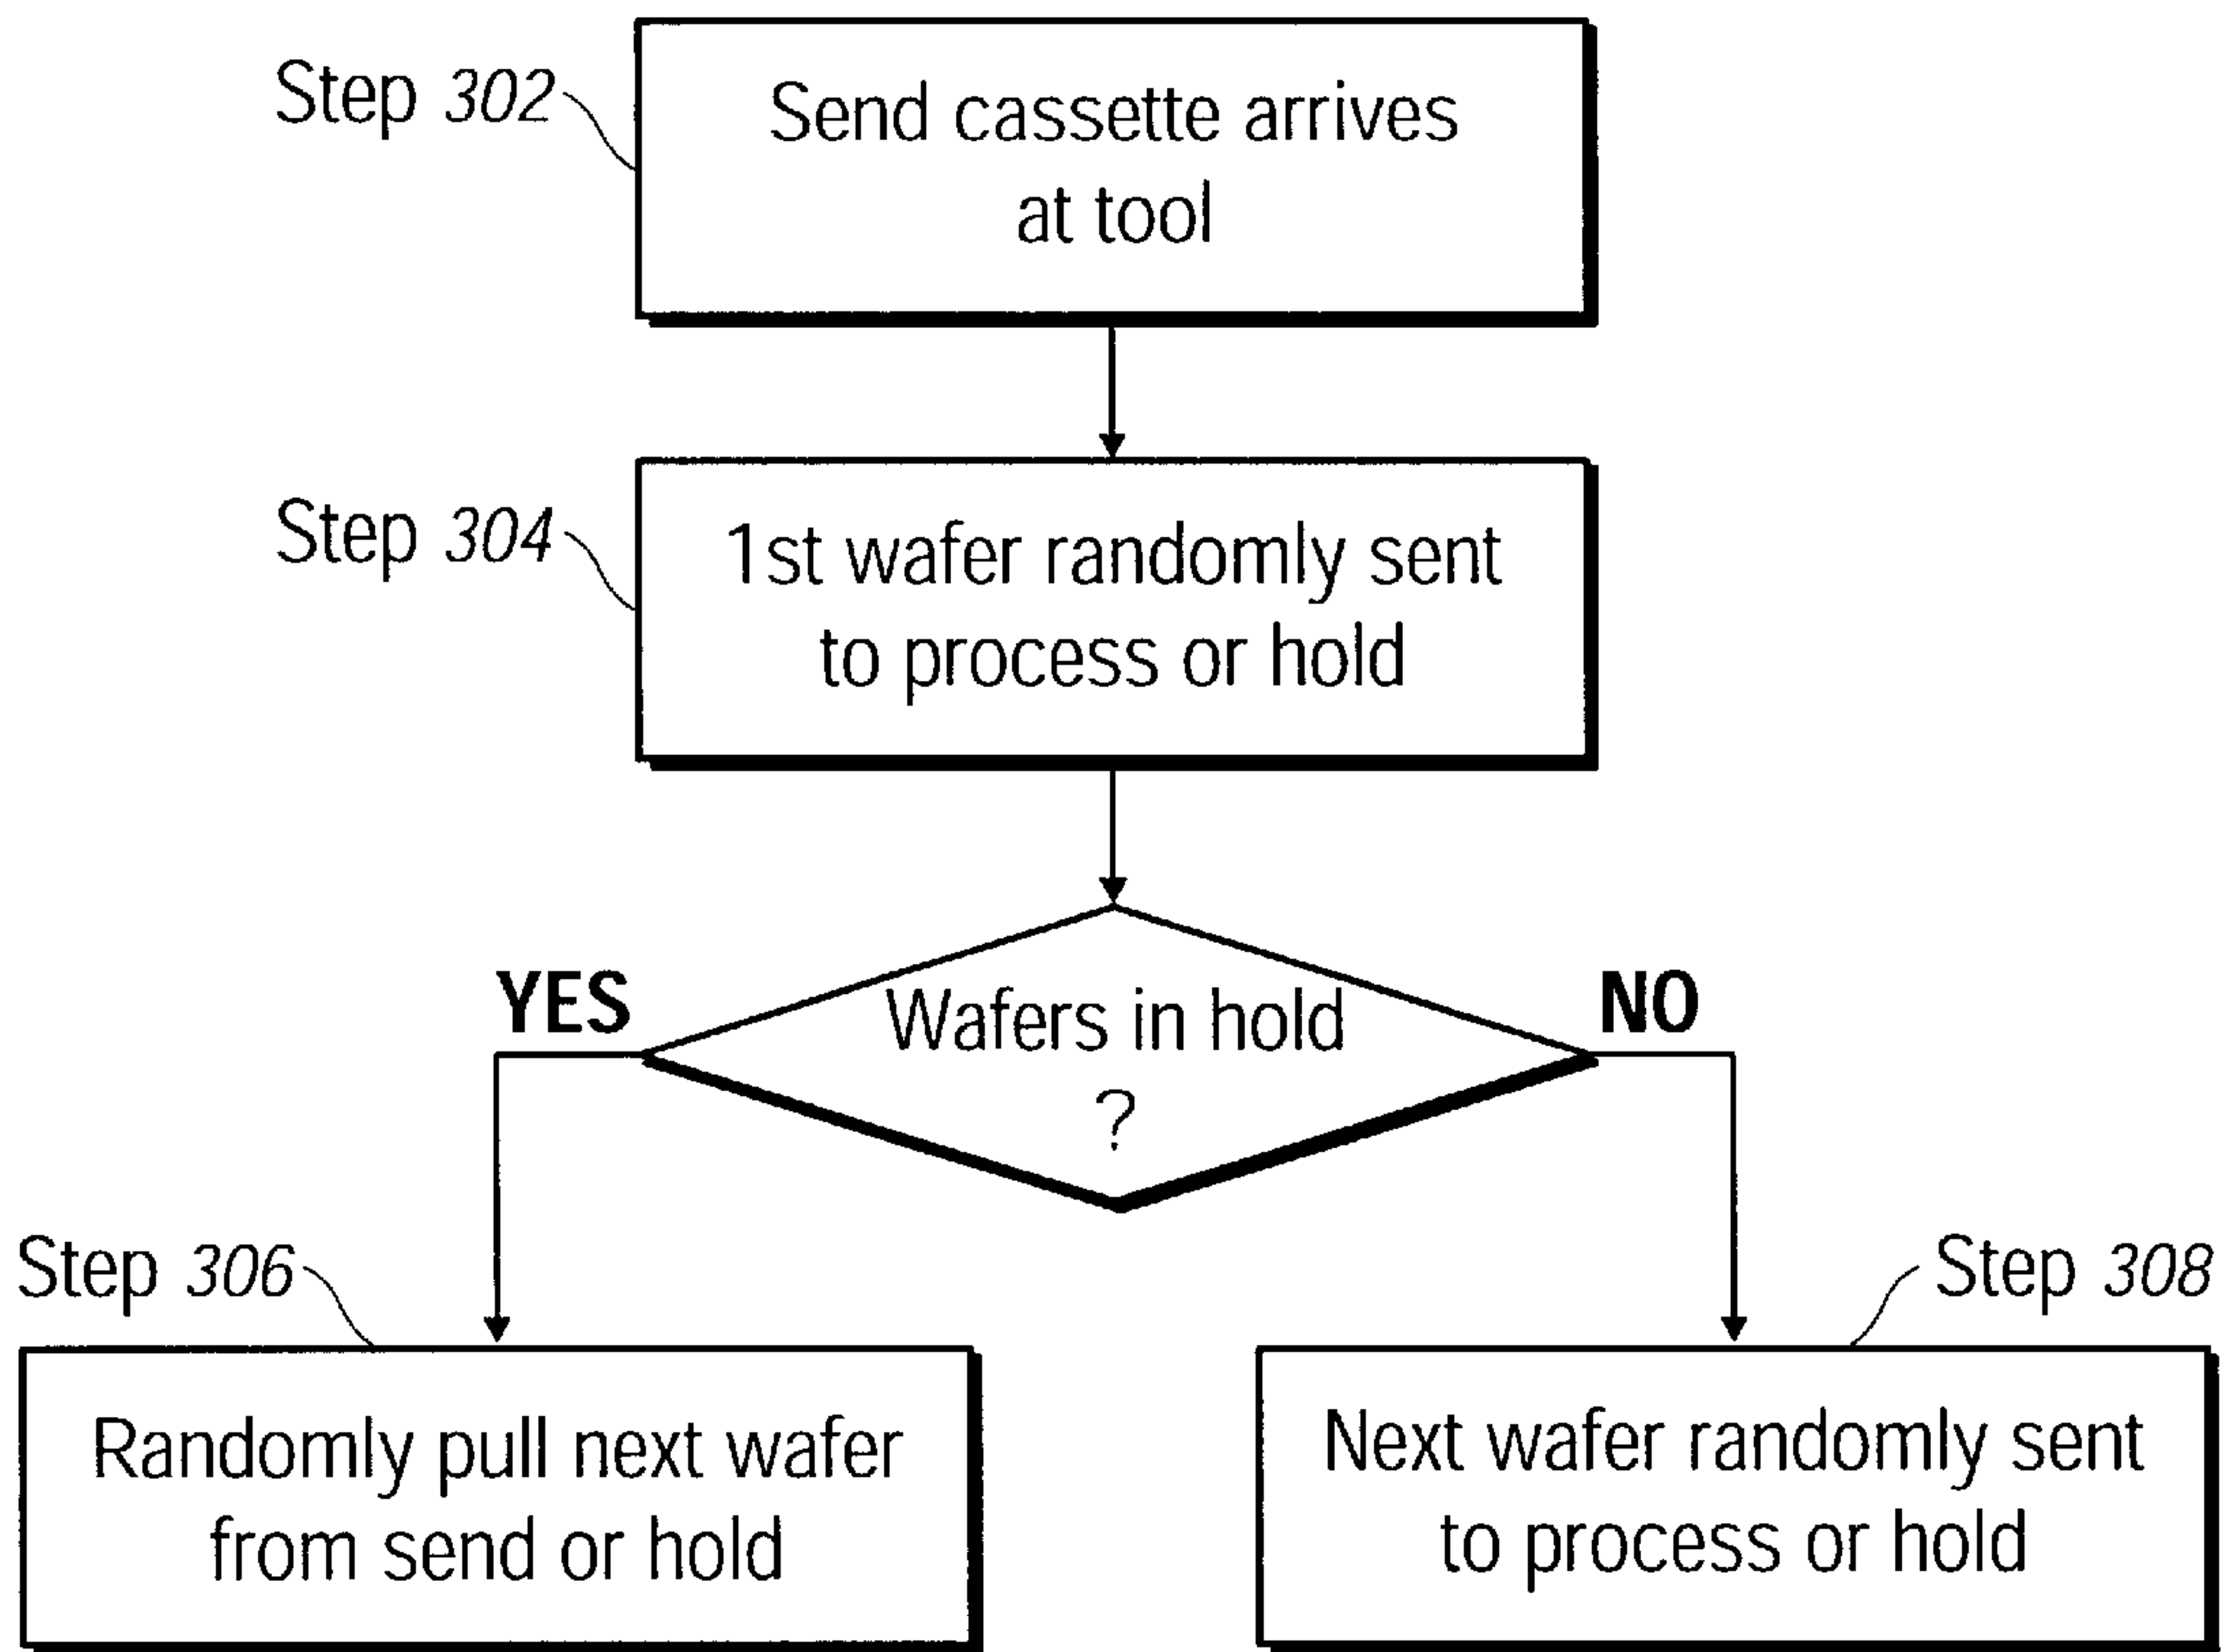 Step 302
Send cassette arrives
at tool
Step 304
1st wafer randomly sent
to process or hold
YES
Wafers in hold
?
NO
Step 306
Step 308
Randomly pull next wafer
from send or hold
Next wafer randomly sent
to process or hold